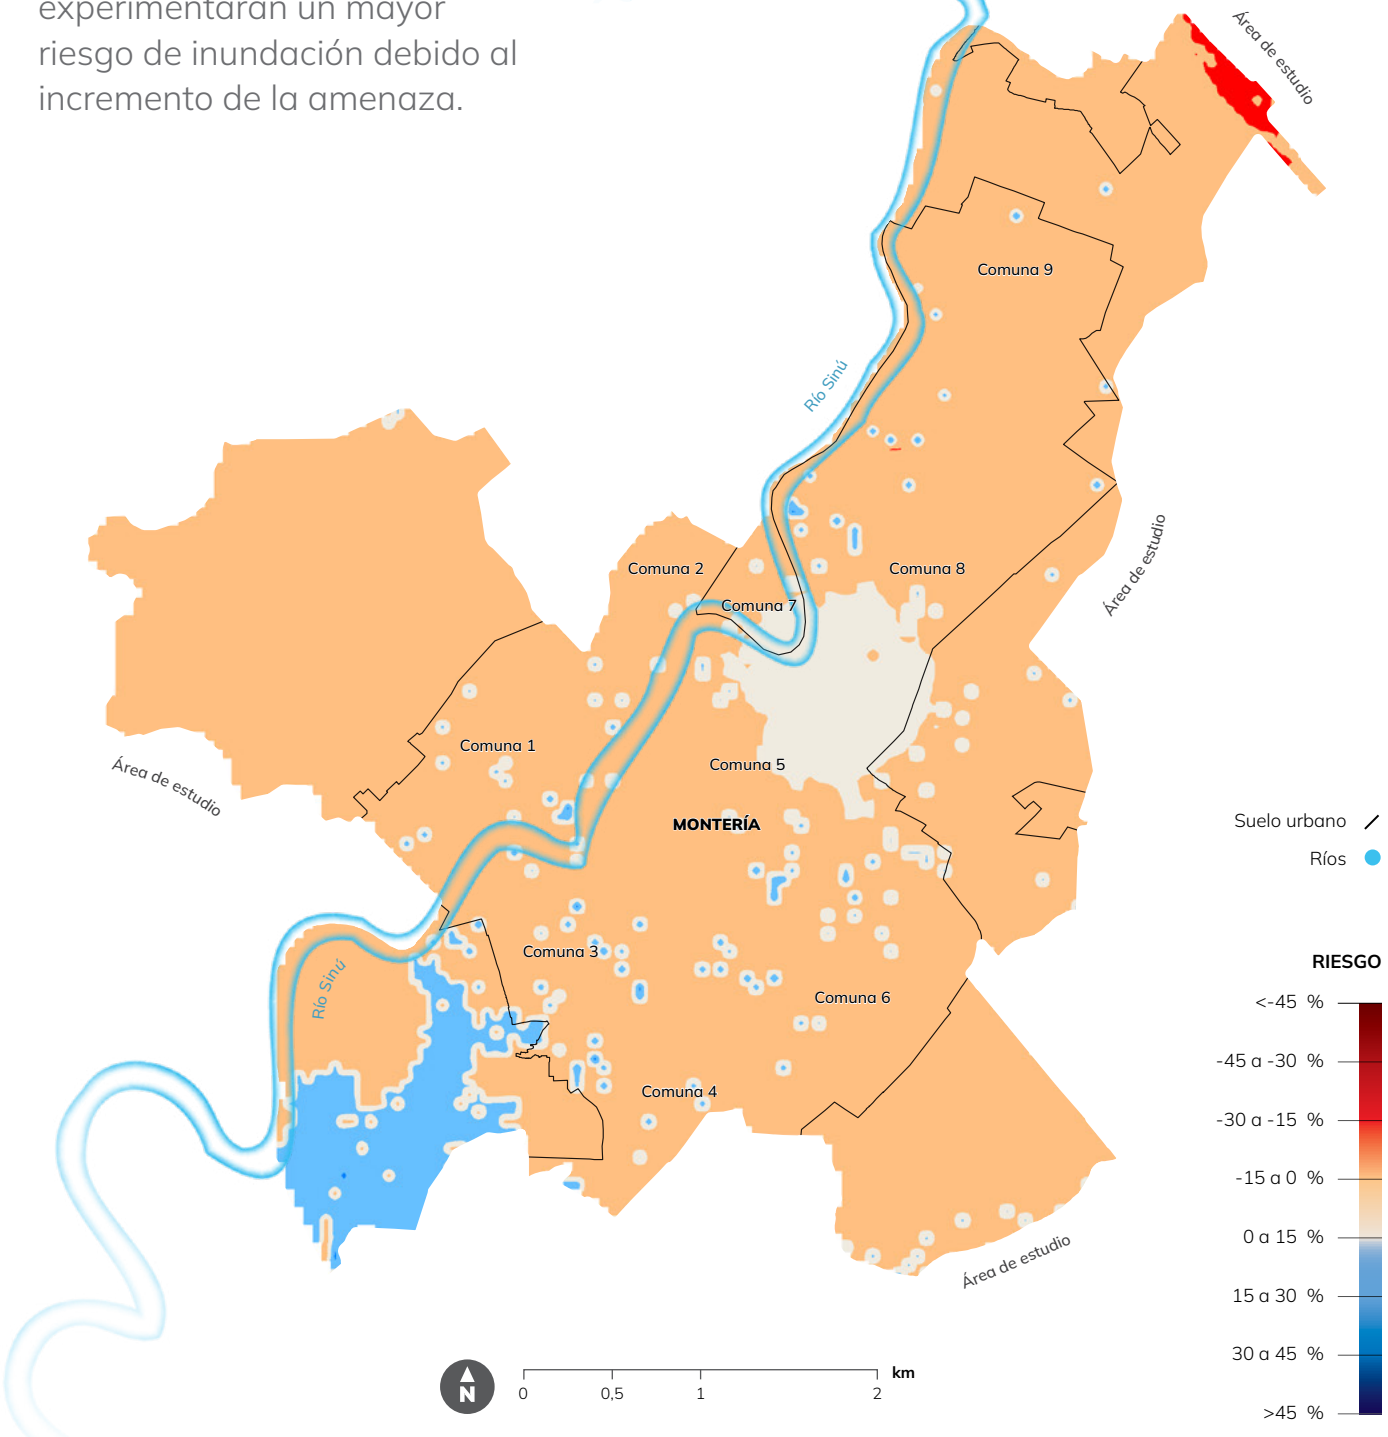 experimentarán un mayor
riesgo de inundación debido al
incremento de la amenaza.
Área de estudio
Comuna 9
Río Sinú
Área de estudio
Comuna 2
Comuna 8
Comuna 7
Comuna 1
Comuna 5
Área de estudio
MONTERÍA
Suelo urbano
Ríos
Comuna 3
Río Sinú
Comuna 6
Comuna 4
Área de estudio
RIESGO
<-45 %
-45 a -30 %
-30 a -15 %
-15 a 0 %
0 a 15 %
15 a 30 %
30 a 45 %
>45 %
N
km
0 0,5 1 2